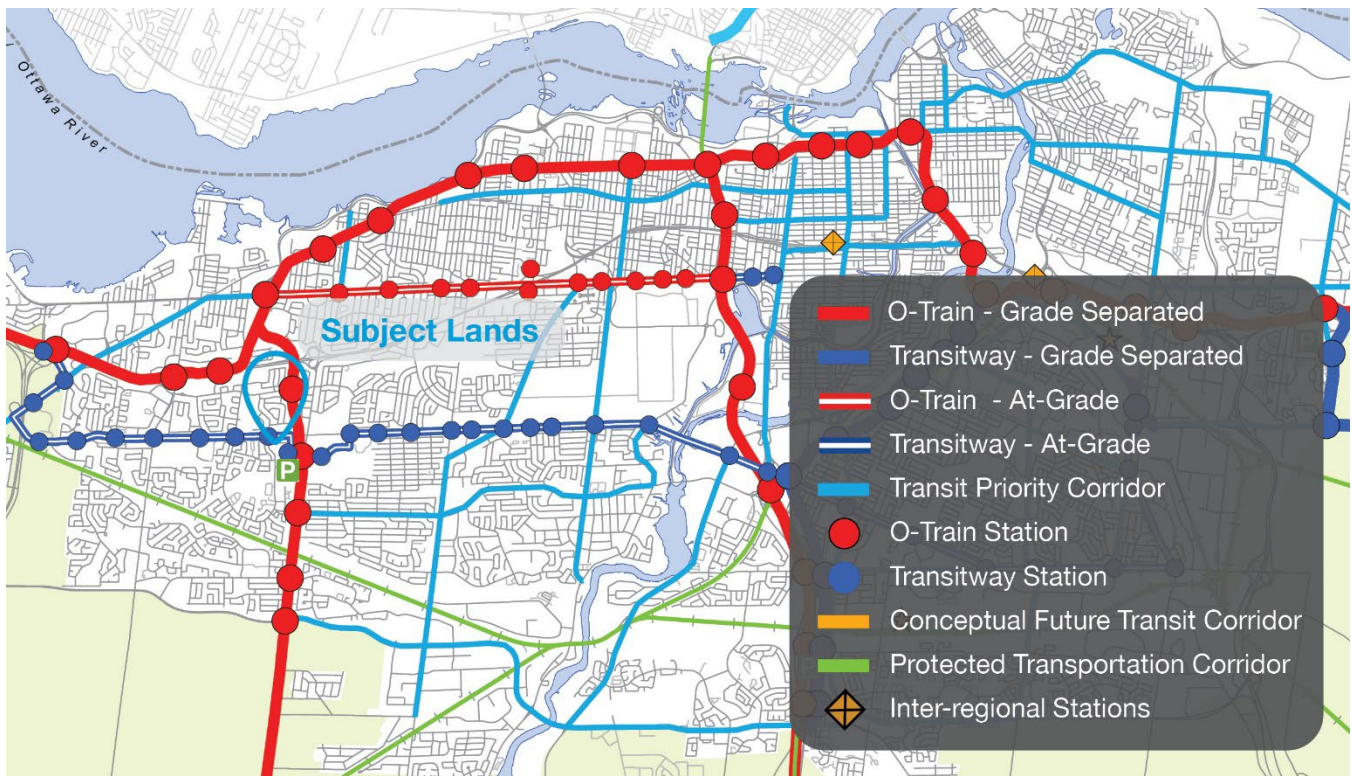 Ottawa River
Subject Lands
P
O-Train - Grade Separated
Transitway - Grade Separated
O-Train - At-Grade
Transitway - At-Grade
Transit Priority Corridor
O-Train Station
Transitway Station
Conceptual Future Transit Corridor
Protected Transportation Corridor
Inter-regional Stations